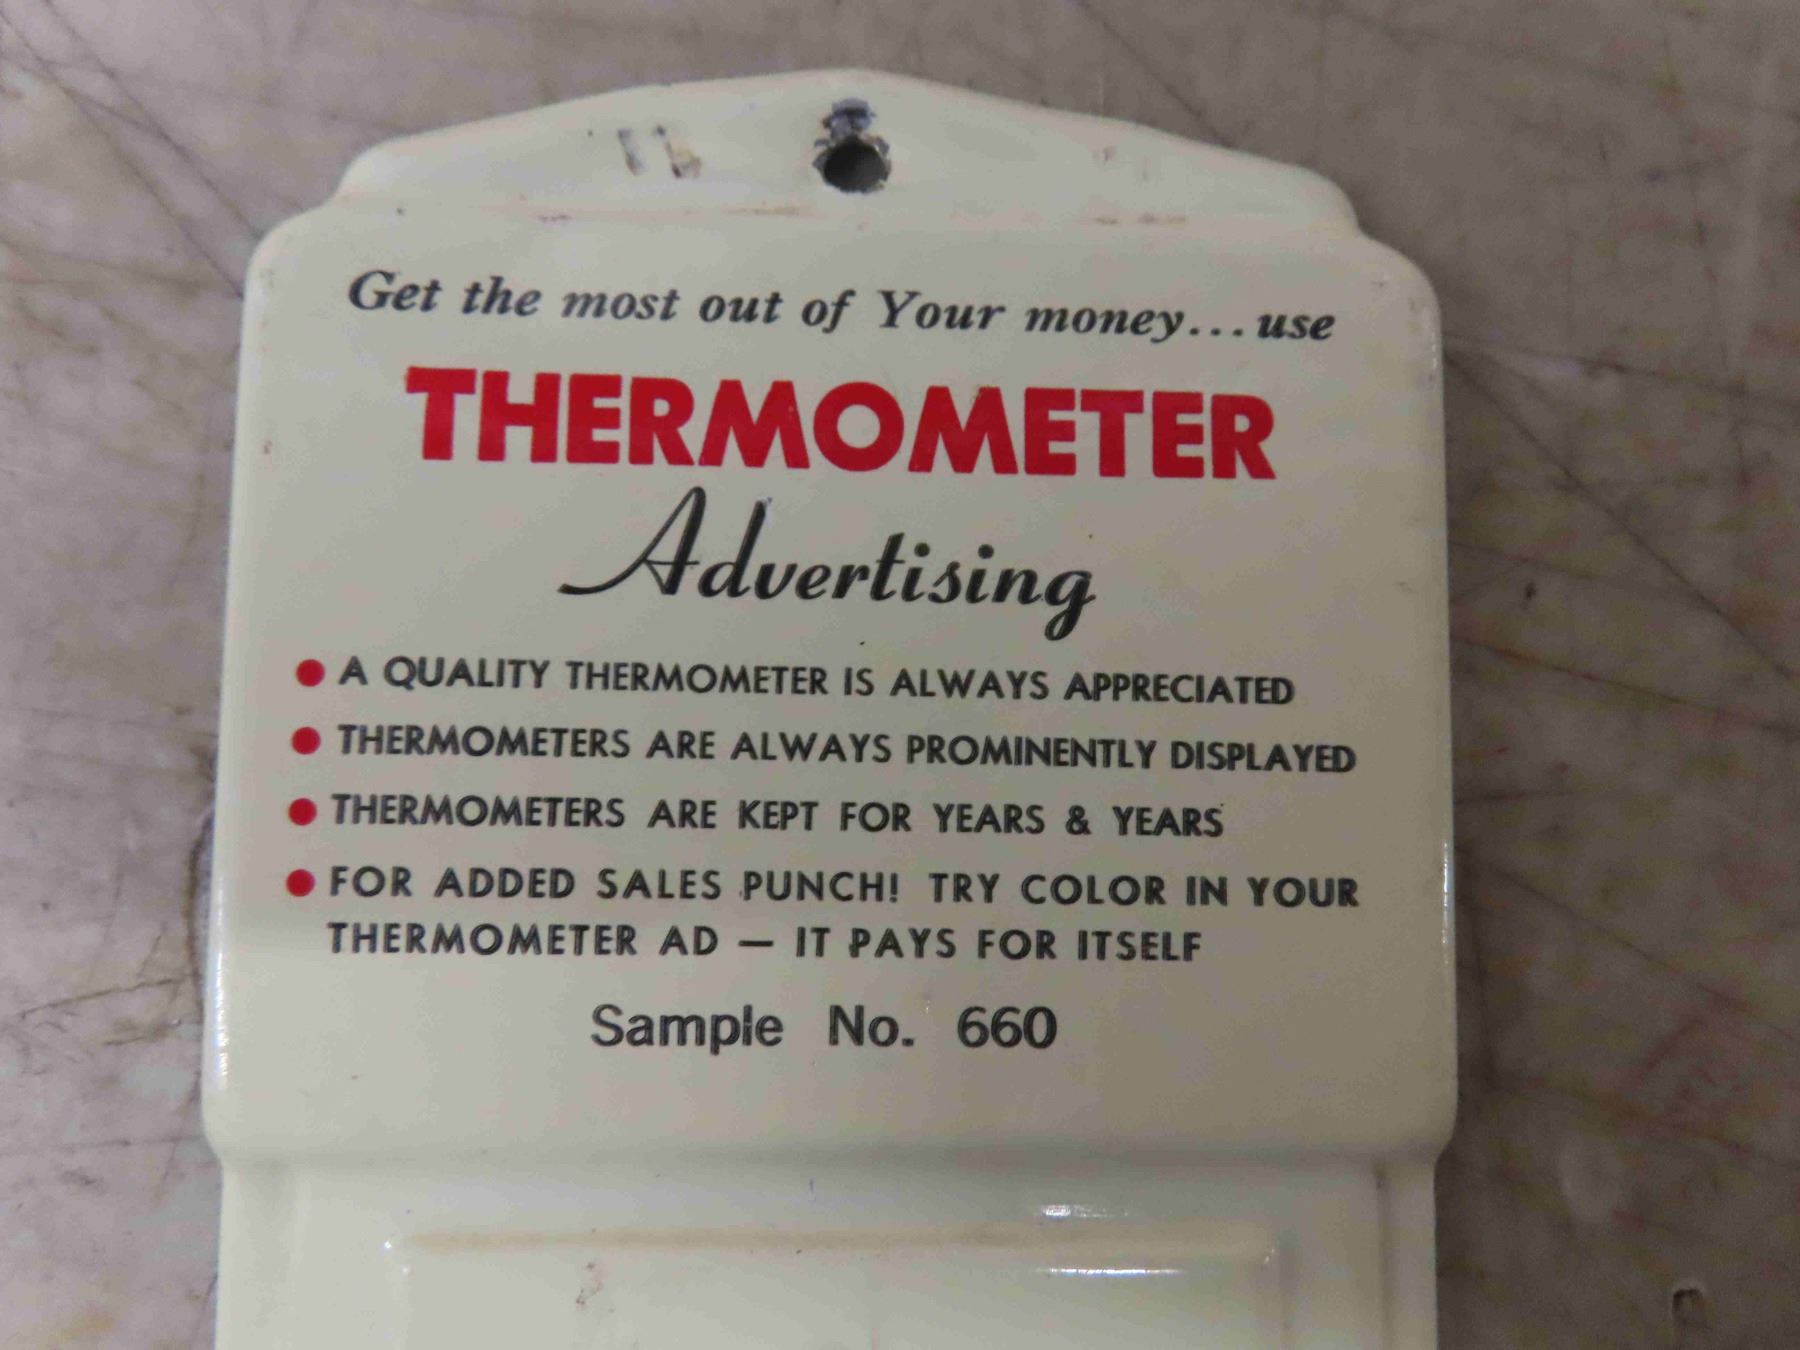 Get the most out of Your money...use
THERMOMETER
Advertising
● A QUALITY THERMOMETER IS ALWAYS APPRECIATED
● THERMOMETERS ARE ALWAYS PROMINENTLY DISPLAYED
● THERMOMETERS ARE KEPT FOR YEARS & YEARS
● FOR ADDED SALES PUNCH! TRY COLOR IN YOUR
THERMOMETER AD — IT PAYS FOR ITSELF
Sample No. 660